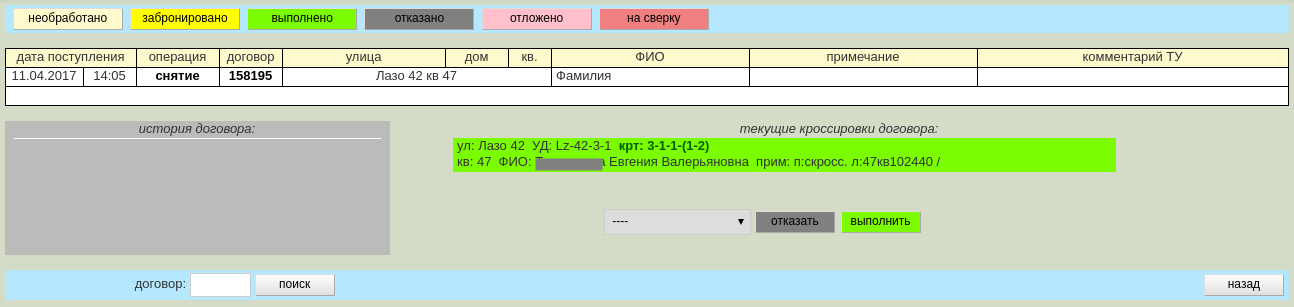 необработано забронировано выполнено отказано отложено на сверку
дата поступления операция договор улица дом кв. ФИО примечание комментарий ТУ
11.04.2017 14:05 снятие 158195 Лазо 42 кв 47 Фамилия
история договора: текущие кроссировки договора:
ул: Лазо 42 УД: Lz-42-3-1 крт: 3-1-1-(1-2)
кв: 47 ФИО: Евгения Валерьяновна прим: п:скросс. л:47кв102440 /
---- отказать выполнить
договор: поиск назад